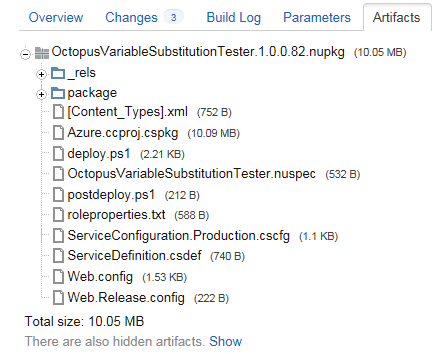 Overview Changes 3 Build Log Parameters Artifacts
OctopusVariableSubstitutionTester.1.0.0.82.nupkg (10.05 MB)
_rels
package
[Content_Types].xml (752 B)
Azure.ccproj.cspkg (10.09 MB)
deploy.ps1 (2.21 KB)
OctopusVariableSubstitutionTester.nuspec (532 B)
postdeploy.ps1 (212 B)
roleproperties.txt (588 B)
ServiceConfiguration.Production.cscfg (1.1 KB)
ServiceDefinition.csdef (740 B)
Web.config (1.53 KB)
Web.Release.config (222 B)
Total size: 10.05 MB
There are also hidden artifacts. Show